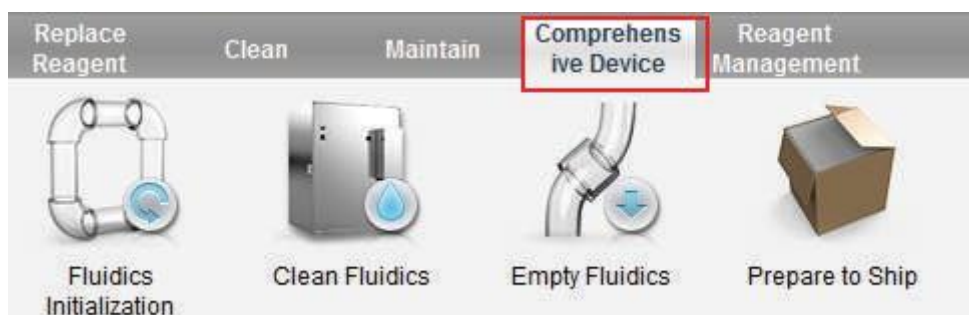 Replace
Reagent
Clean
Maintain
Comprehens
ive Device
Reagent
Management
Fluidics
Initialization
Clean Fluidics
Empty Fluidics
Prepare to Ship